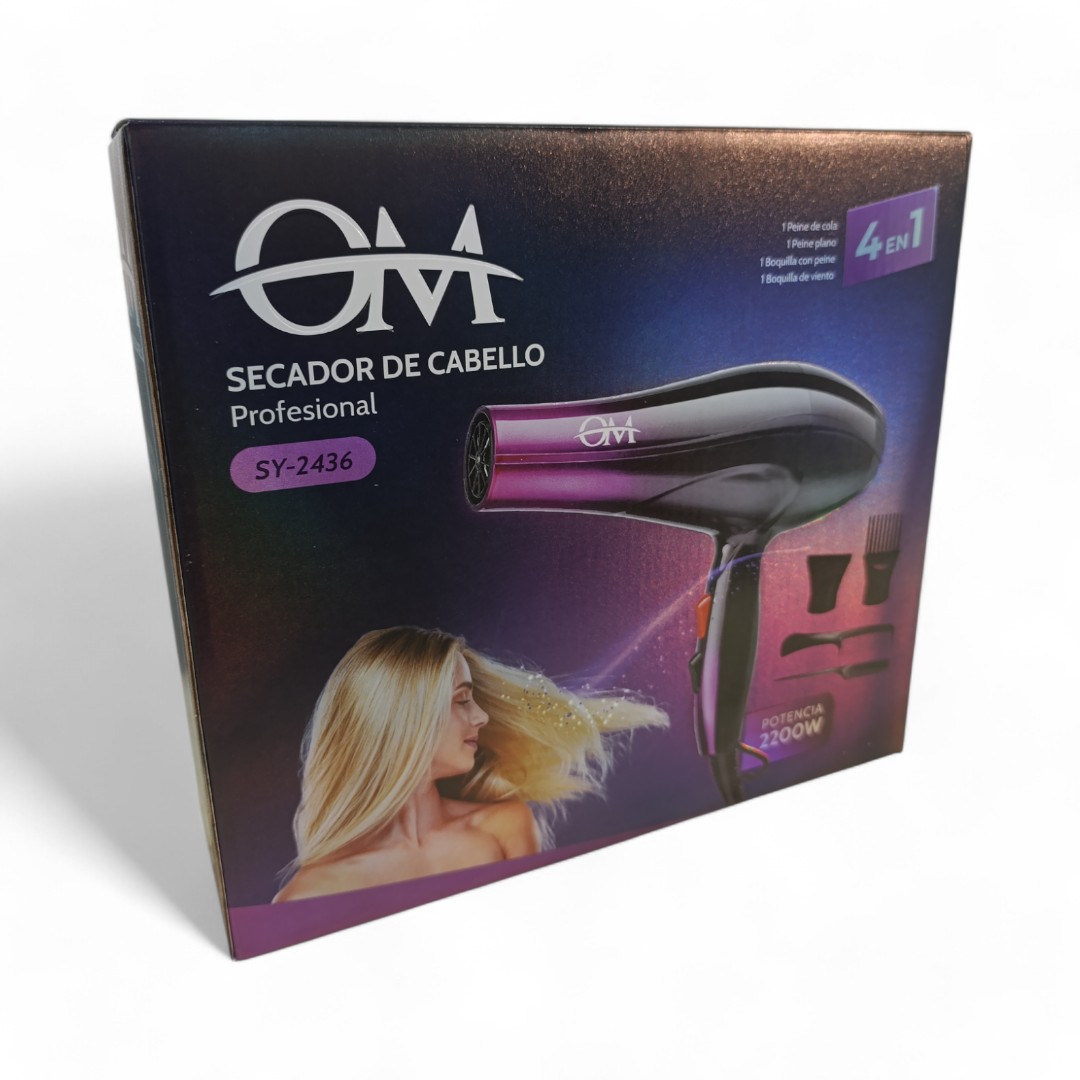 OM
SECADOR DE CABELLO
Profesional
SY-2436
1 Peine de cola
1 Peine plano
1 Boquilla con peine
1 Boquilla de viento
4 EN 1
OM
POTENCIA
2200W